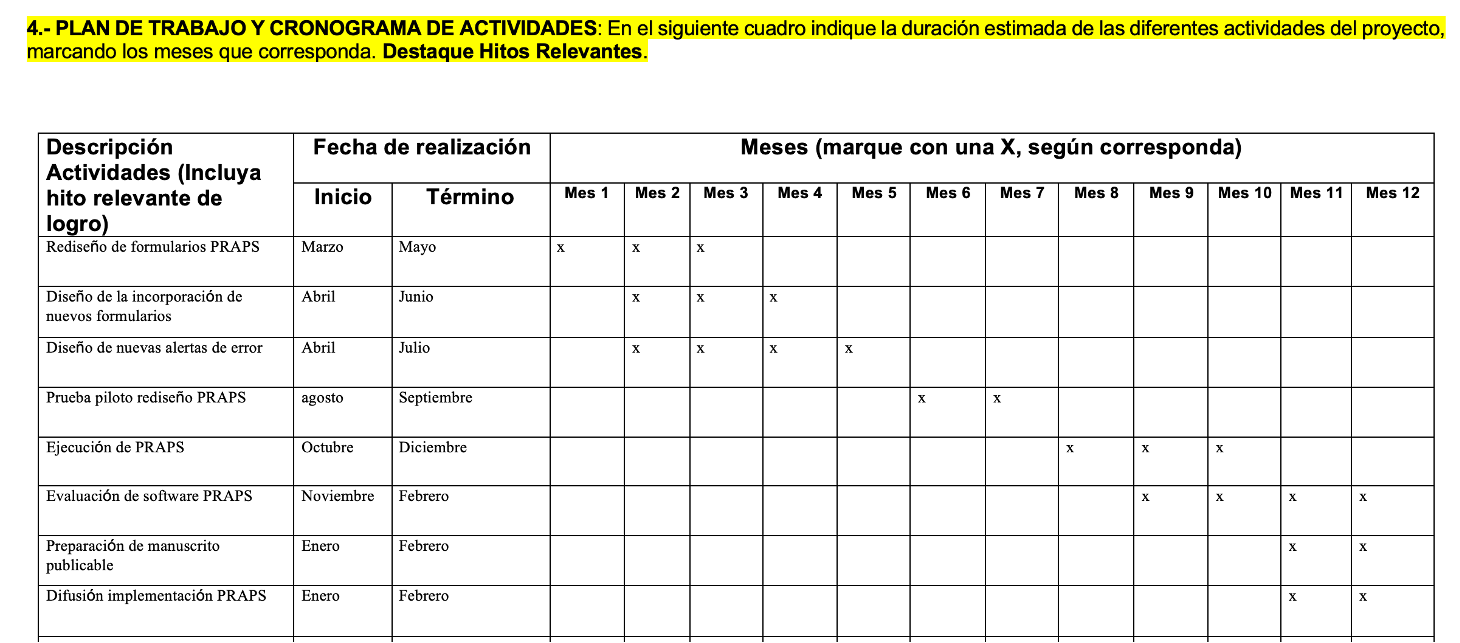 4.- PLAN DE TRABAJO Y CRONOGRAMA DE ACTIVIDADES: En el siguiente cuadro indique la duración estimada de las diferentes actividades del proyecto,
marcando los meses que corresponda. Destaque Hitos Relevantes.
Descripción
Actividades (Incluya
hito relevante de
logro)
Fecha de realización
Meses (marque con una X, según corresponda)
Inicio Término Mes 1 Mes 2 Mes 3 Mes 4 Mes 5 Mes 6 Mes 7 Mes 8 Mes 9 Mes 10 Mes 11 Mes 12
Rediseño de formularios PRAPS Marzo Mayo x x x
Diseño de la incorporación de
nuevos formularios
Abril Junio x x x
Diseño de nuevas alertas de error Abril Julio x x x x
Prueba piloto rediseño PRAPS agosto Septiembre x x
Ejecución de PRAPS Octubre Diciembre x x x
Evaluación de software PRAPS Noviembre Febrero x x x x
Preparación de manuscrito
publicable
Enero Febrero x x
Difusión implementación PRAPS Enero Febrero x x